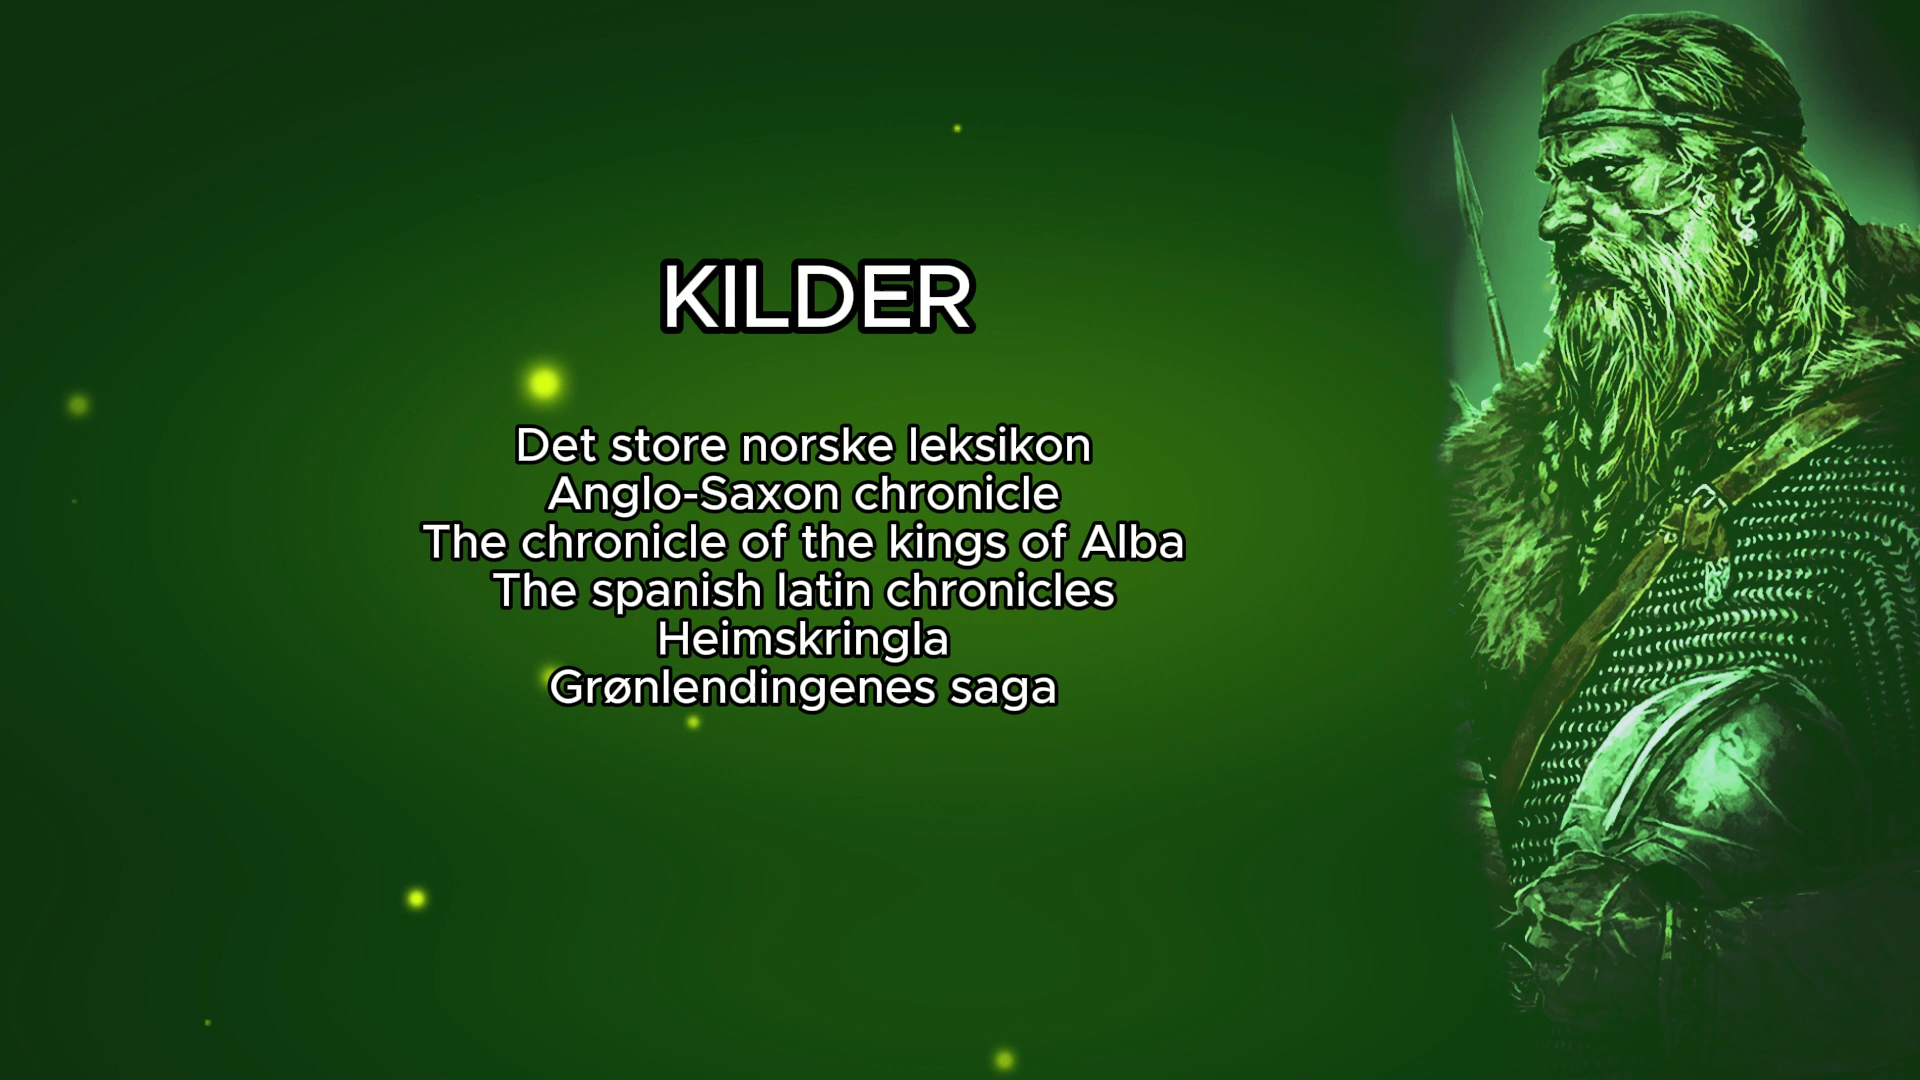 KILDER
Det store norske leksikon
Anglo-Saxon chronicle
The chronicle of the kings of Alba
The spanish latin chronicles
Heimskringla
Grønlendingenes saga